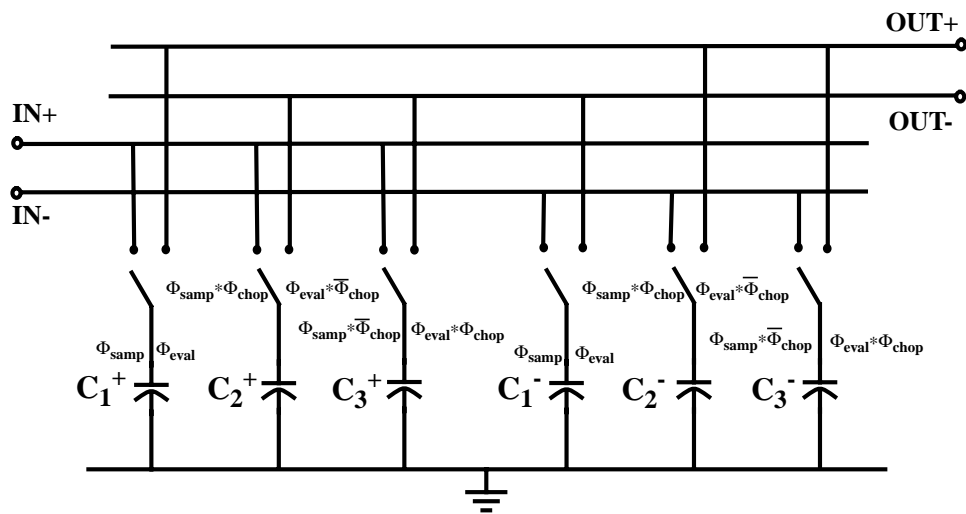 OUT+
IN+
OUT-
IN-
Φsamp*Φchop Φeval*Φ̅chop Φsamp*Φchop Φeval*Φ̅chop
Φsamp*Φ̅chop Φeval*Φchop Φsamp*Φ̅chop Φeval*Φchop
Φsamp Φeval Φsamp Φeval
C1+ C2+ C3+ C1- C2- C3-